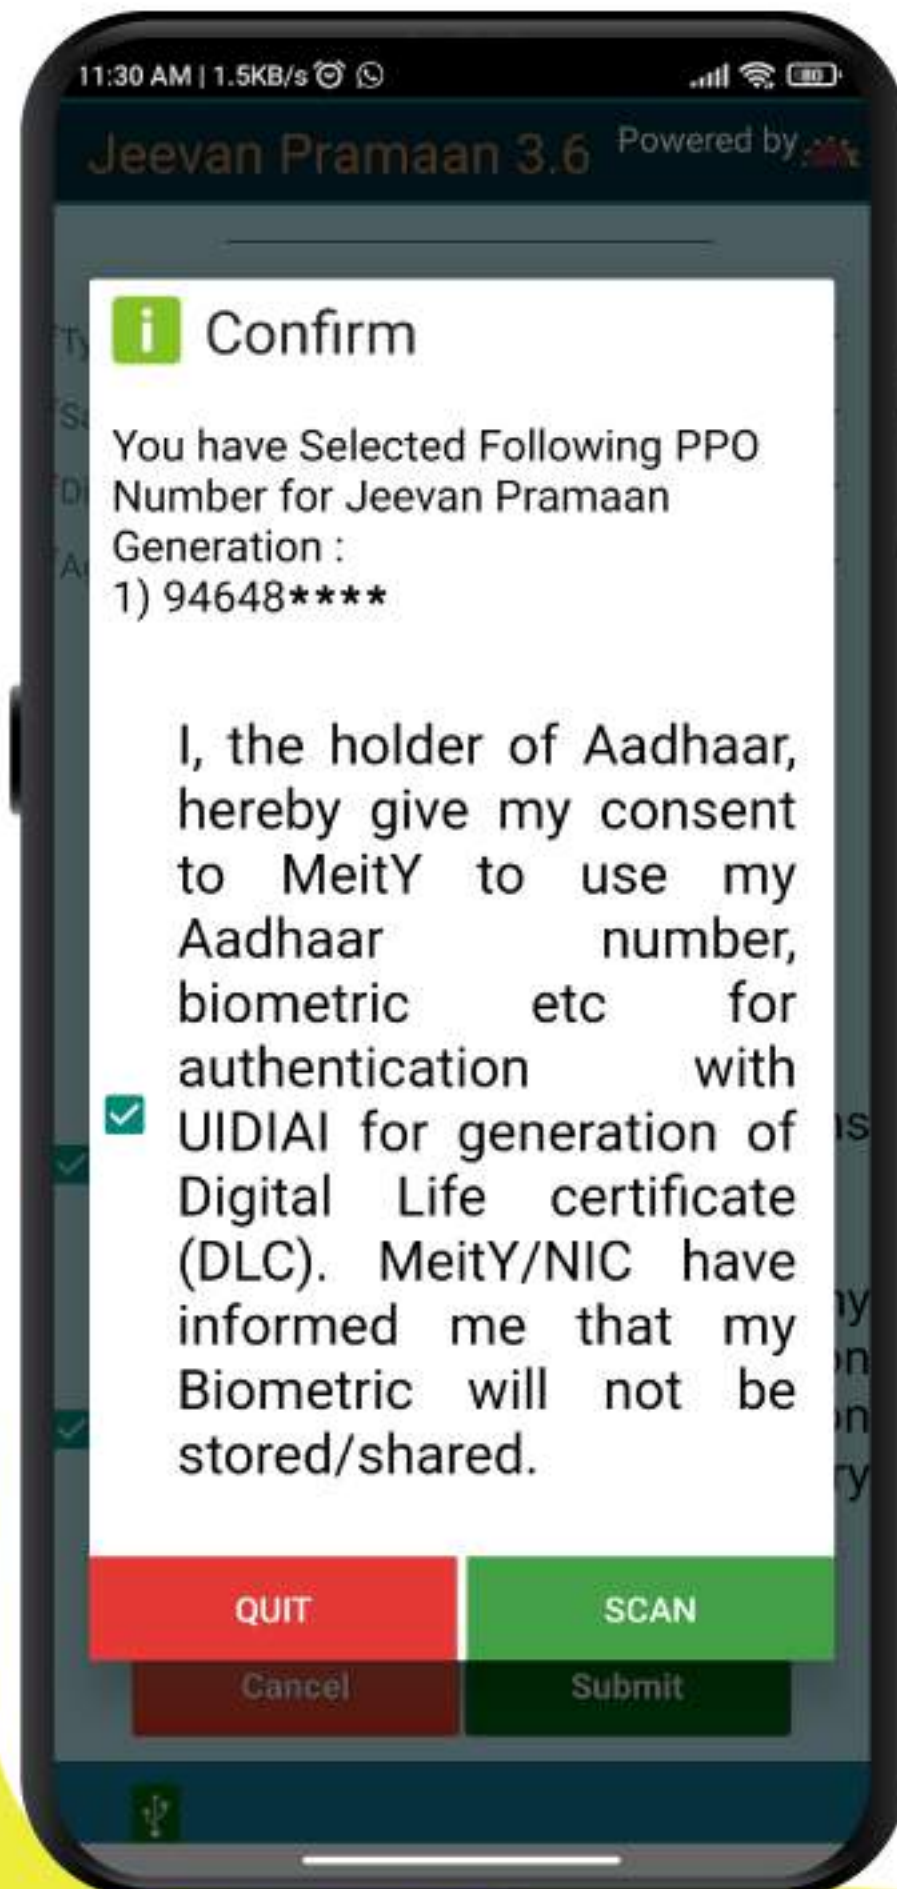 11:30 AM | 1.5KB/s
80
Jeevan Pramaan 3.6 Powered by
Confirm
You have Selected Following PPO
Number for Jeevan Pramaan
Generation :
1) 94648****
I, the holder of Aadhaar,
hereby give my consent
to MeitY to use my
Aadhaar number,
biometric etc for
authentication with
UIDIAI for generation of
Digital Life certificate
(DLC). MeitY/NIC have
informed me that my
Biometric will not be
stored/shared.
QUIT SCAN
Cancel Submit